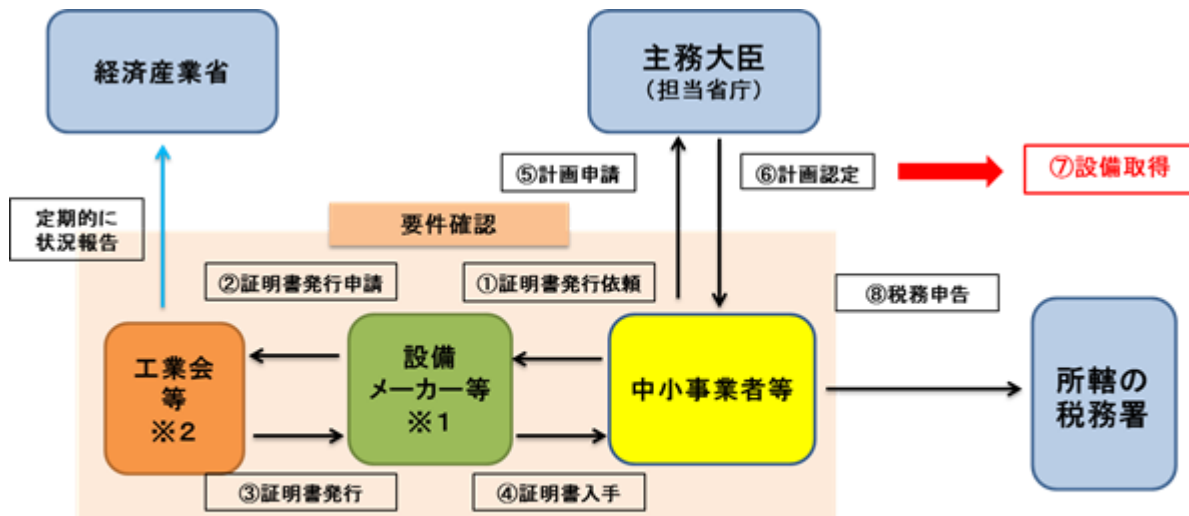 経済産業省
主務大臣
（担当省庁）
⑤計画申請
⑥計画認定
⑦設備取得
定期的に
状況報告
要件確認
②証明書発行申請
①証明書発行依頼
⑧税務申告
工業会
等
※2
設備
メーカー等
※1
中小事業者等
所轄の
税務署
③証明書発行
④証明書入手